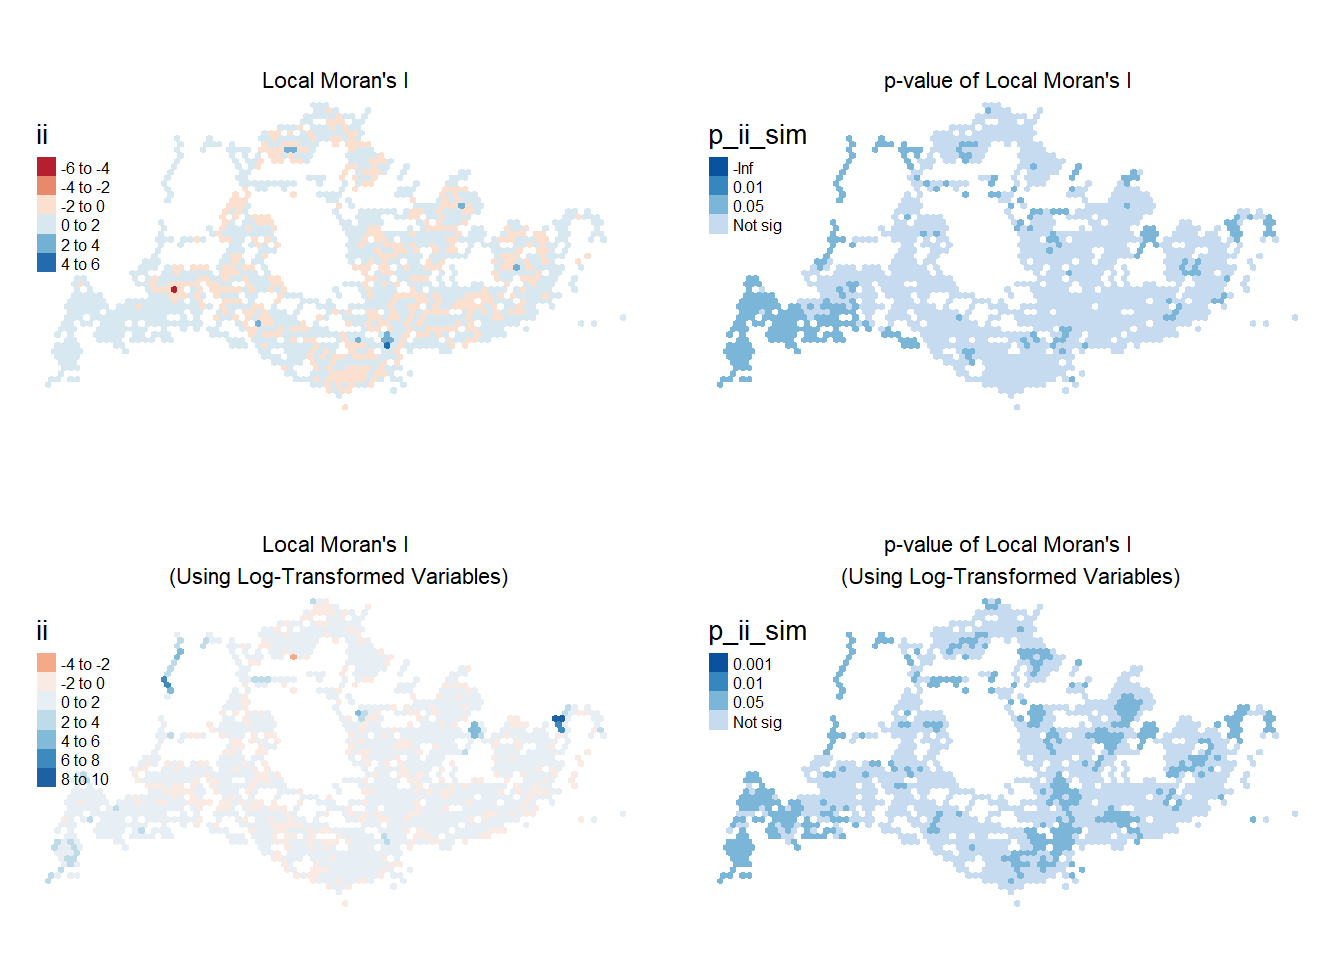 Local Moran's I
ii
-6 to -4
-4 to -2
-2 to 0
0 to 2
2 to 4
4 to 6
p-value of Local Moran's I
p_ii_sim
-Inf
0.01
0.05
Not sig
Local Moran's I
(Using Log-Transformed Variables)
ii
-4 to -2
-2 to 0
0 to 2
2 to 4
4 to 6
6 to 8
8 to 10
p-value of Local Moran's I
(Using Log-Transformed Variables)
p_ii_sim
0.001
0.01
0.05
Not sig